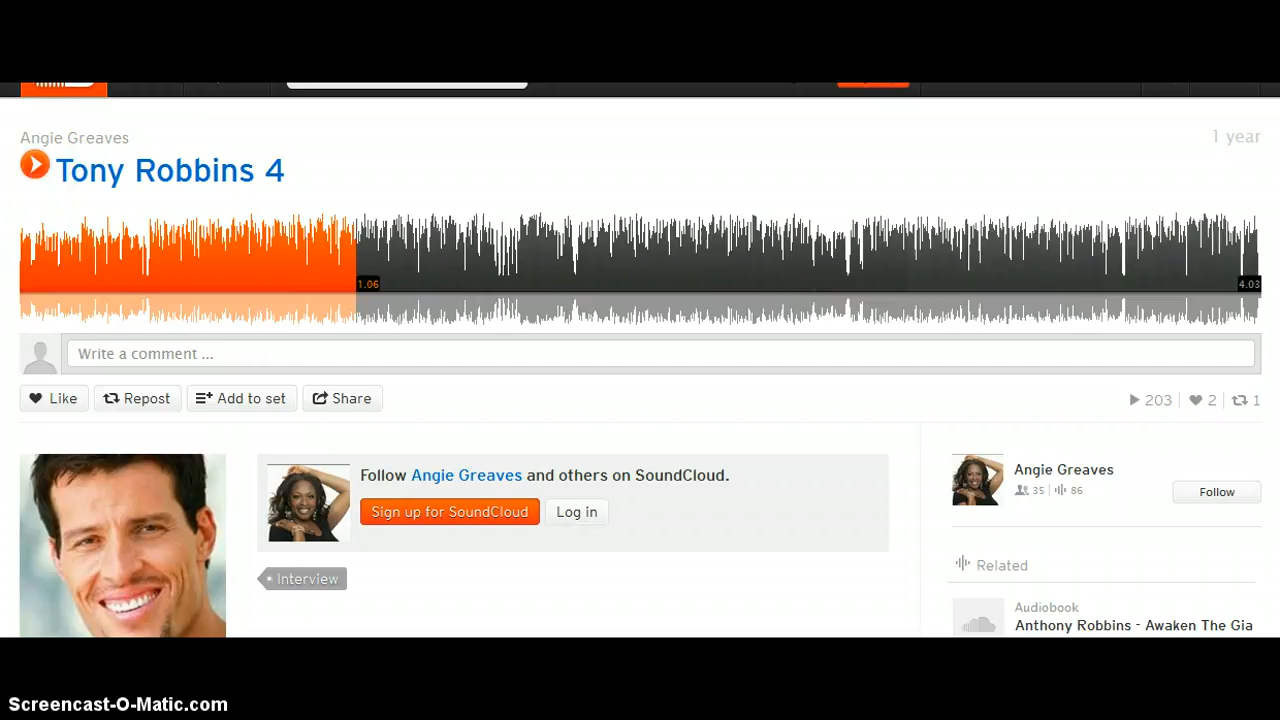 Angie Greaves
1 year
Tony Robbins 4
1.06
4.03
Write a comment ...
Like
Repost
Add to set
Share
203
2
1
Follow Angie Greaves and others on SoundCloud.
Sign up for SoundCloud
Log in
Interview
Angie Greaves
35
86
Follow
Related
Audiobook
Anthony Robbins - Awaken The Gia
Screencast-O-Matic.com